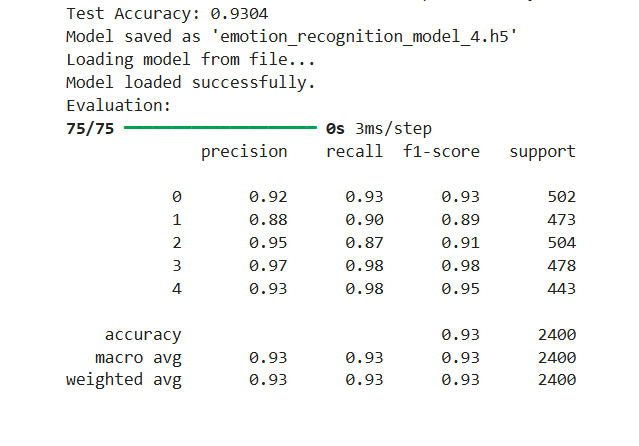 Test Accuracy: 0.9304
Model saved as 'emotion_recognition_model_4.h5'
Loading model from file...
Model loaded successfully.
Evaluation:
75/75 0s 3ms/step
precision recall f1-score support
0 0.92 0.93 0.93 502
1 0.88 0.90 0.89 473
2 0.95 0.87 0.91 504
3 0.97 0.98 0.98 478
4 0.93 0.98 0.95 443
accuracy 0.93 2400
macro avg 0.93 0.93 0.93 2400
weighted avg 0.93 0.93 0.93 2400